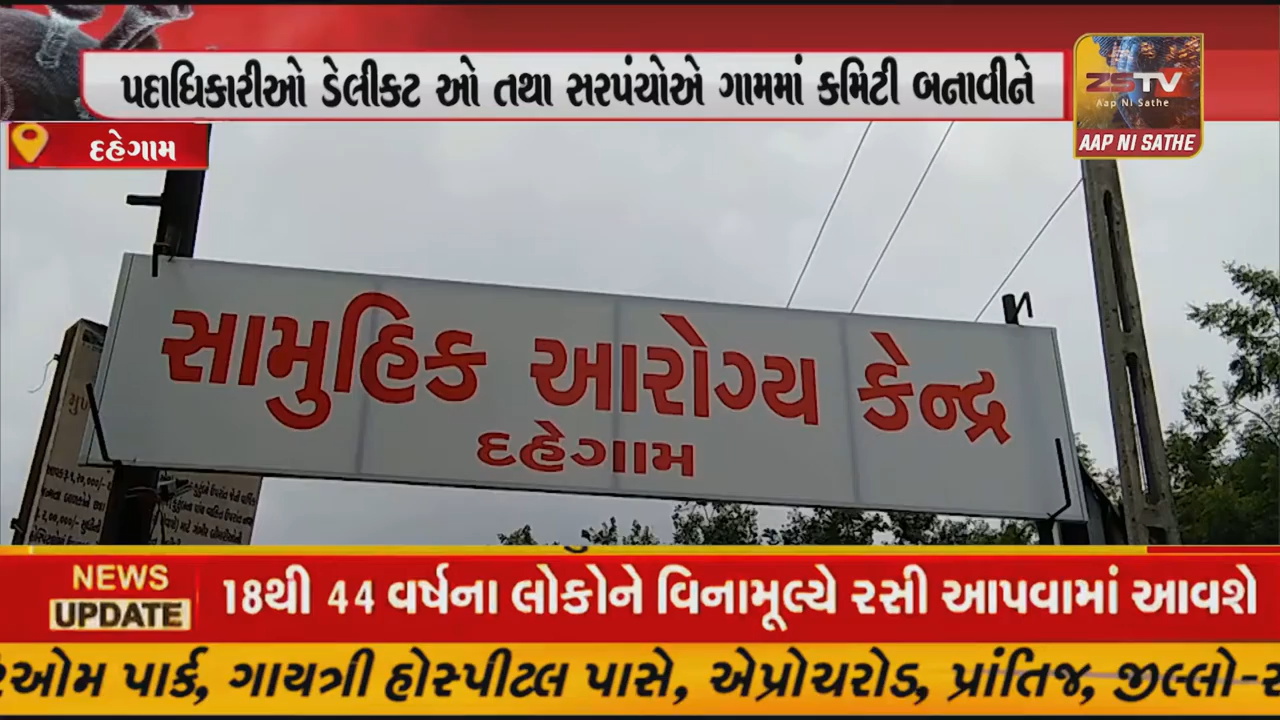 પદાધિકારીઓ ડેલીકટ ઓ તથા સરપંચોએ ગામમાં કમિટી બનાવીને
ZSTV
Aap Ni Sathe
AAP NI SATHE
દહેગામ
સામુહિક આરોગ્ય કેન્દ્ર
દહેગામ
NEWS
UPDATE
18થી 44 વર્ષના લોકોને વિનામૂલ્યે રસી આપવામાં આવશે
ઓમ પાર્ક, ગાયત્રી હોસ્પીટલ પાસે, એપ્રોચરોડ, પ્રાંતિજ, જીલ્લો-